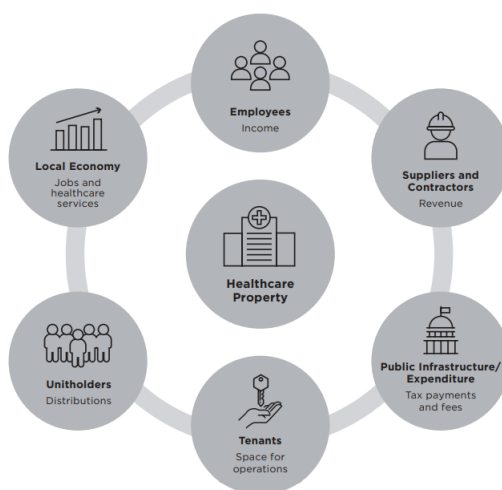 Employees
Income
Local Economy
Jobs and
healthcare
services
Suppliers and
Contractors
Revenue
Healthcare
Property
Unitholders
Distributions
Public Infrastructure/
Expenditure
Tax payments
and fees
Tenants
Space for
operations